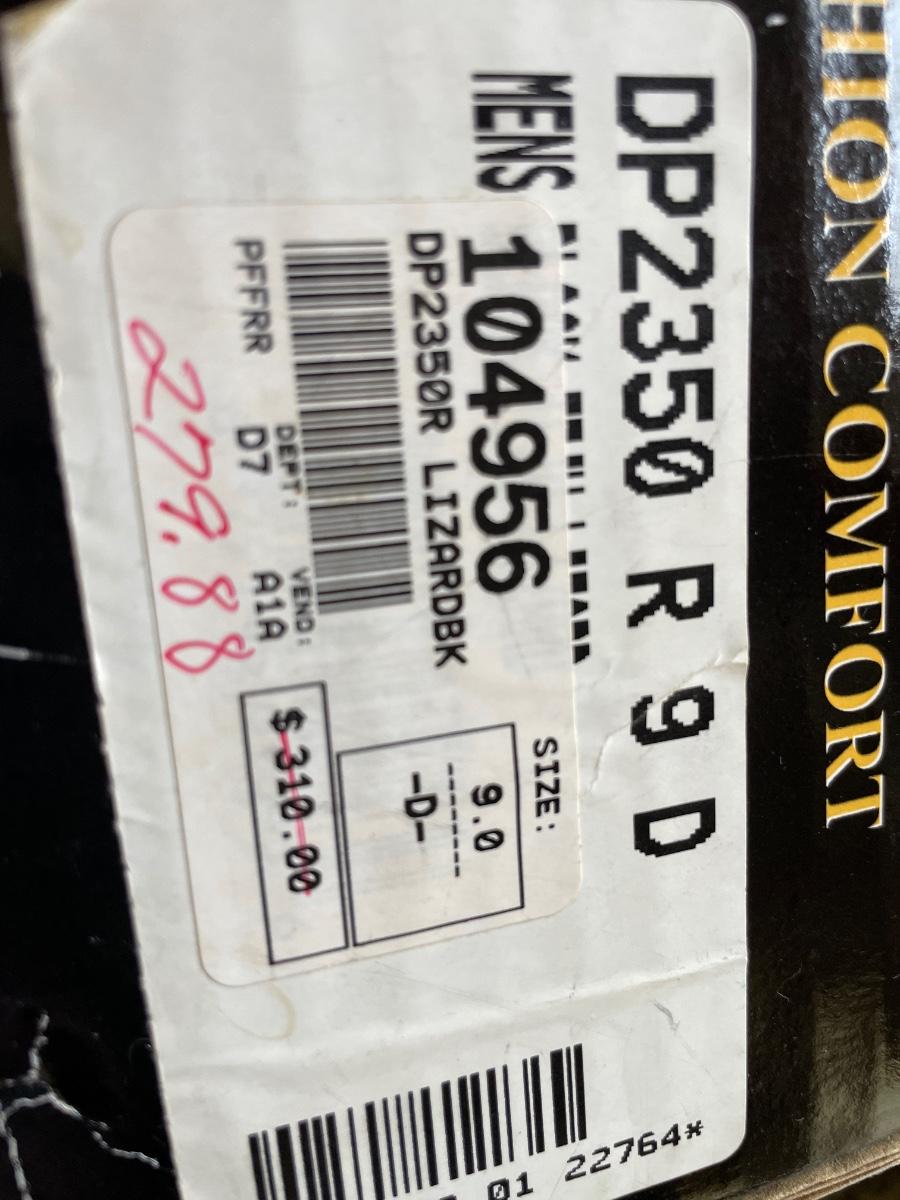 HION COMFORT
DP2350 R 9 D
MENS
104956
SIZE:
DP2350R LIZARDBK
9.0
--------
-D-
DEPT: VEND:
PFFRR D7 A1A
$ 310.00
279.88
01 22764*